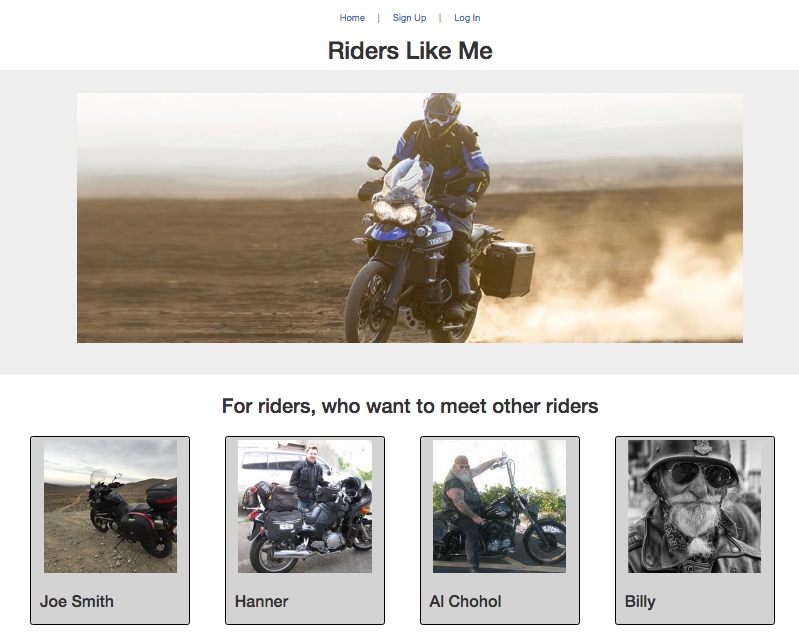 Home | Sign Up | Log In
Riders Like Me
TIGER
For riders, who want to meet other riders
Joe Smith
Hanner
Al Chohol
Billy